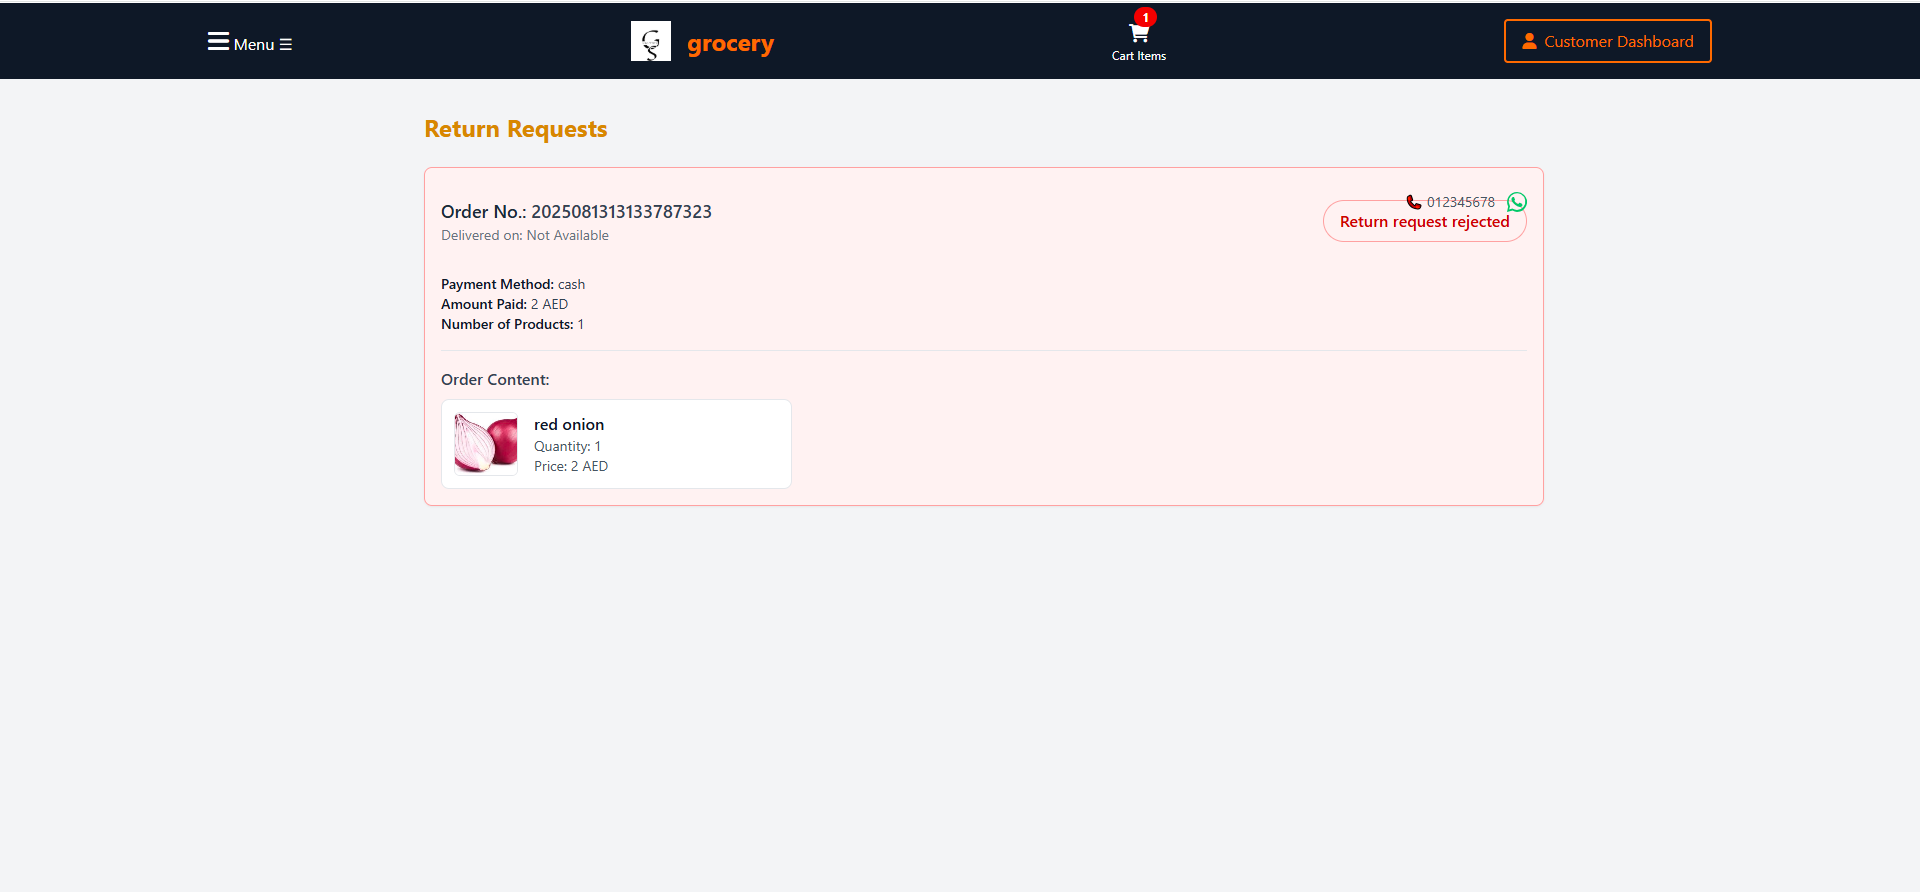 Menu ☰
GS
grocery
1
Cart Items
Customer Dashboard
Return Requests
Order No.: 2025081313133787323
Delivered on: Not Available
012345678
Return request rejected
Payment Method: cash
Amount Paid: 2 AED
Number of Products: 1
Order Content:
red onion
Quantity: 1
Price: 2 AED